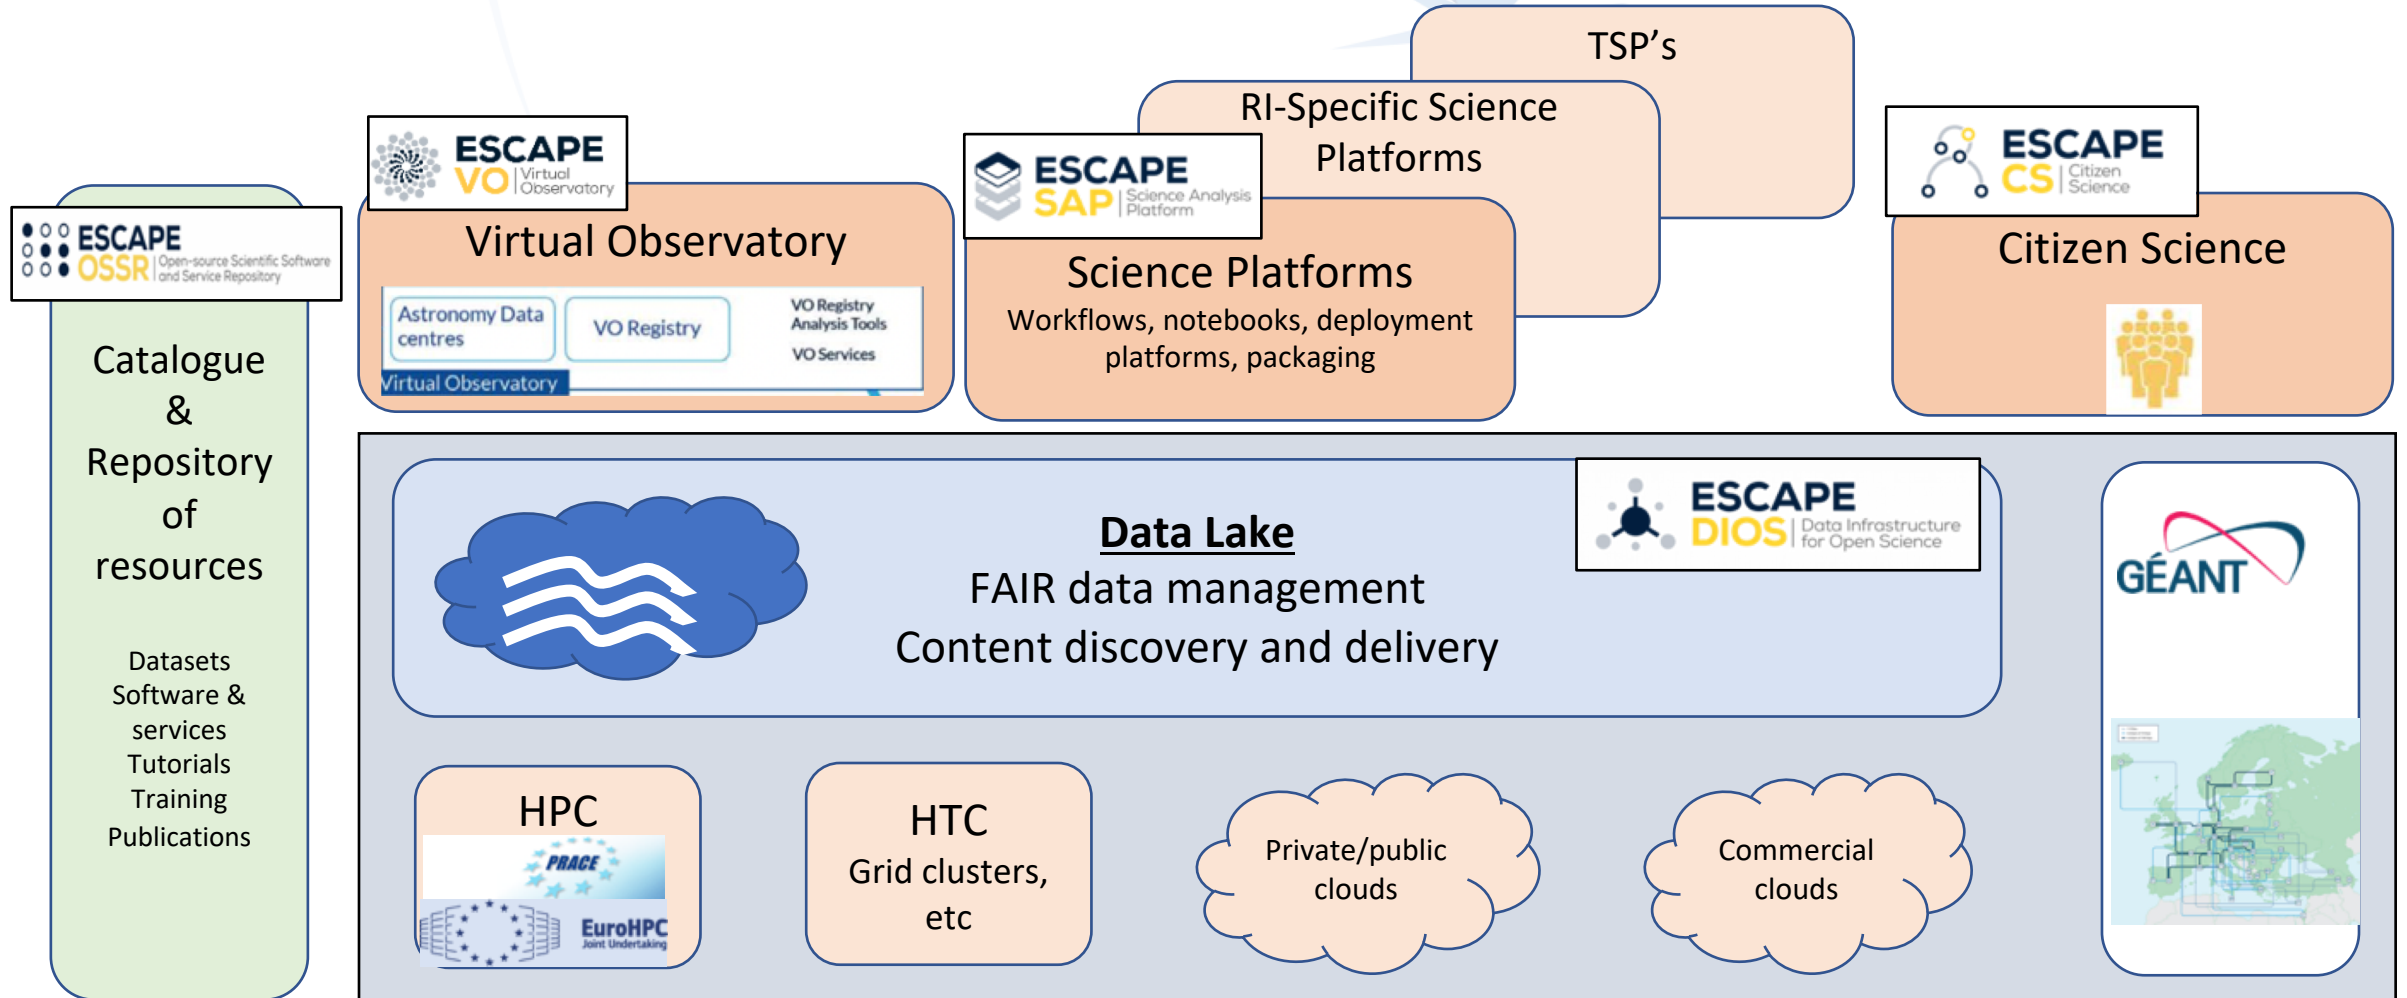 TSP's
RI-Specific Science
Platforms
ESCAPE
VO | Virtual
Observatory
Virtual Observatory
Astronomy Data
centres
VO Registry
VO Registry
Analysis Tools
VO Services
Virtual Observatory
ESCAPE
SAP | Science Analysis
Platform
Science Platforms
Workflows, notebooks, deployment
platforms, packaging
ESCAPE
CS | Citizen
Science
Citizen Science
ESCAPE
OSSR | Open-source Scientific Software
and Service Repository
Catalogue
&
Repository
of
resources
Datasets
Software &
services
Tutorials
Training
Publications
Data Lake
FAIR data management
Content discovery and delivery
ESCAPE
DIOS | Data Infrastructure
for Open Science
GÉANT
HPC
PRACE
EuroHPC
Joint Undertaking
HTC
Grid clusters,
etc
Private/public
clouds
Commercial
clouds